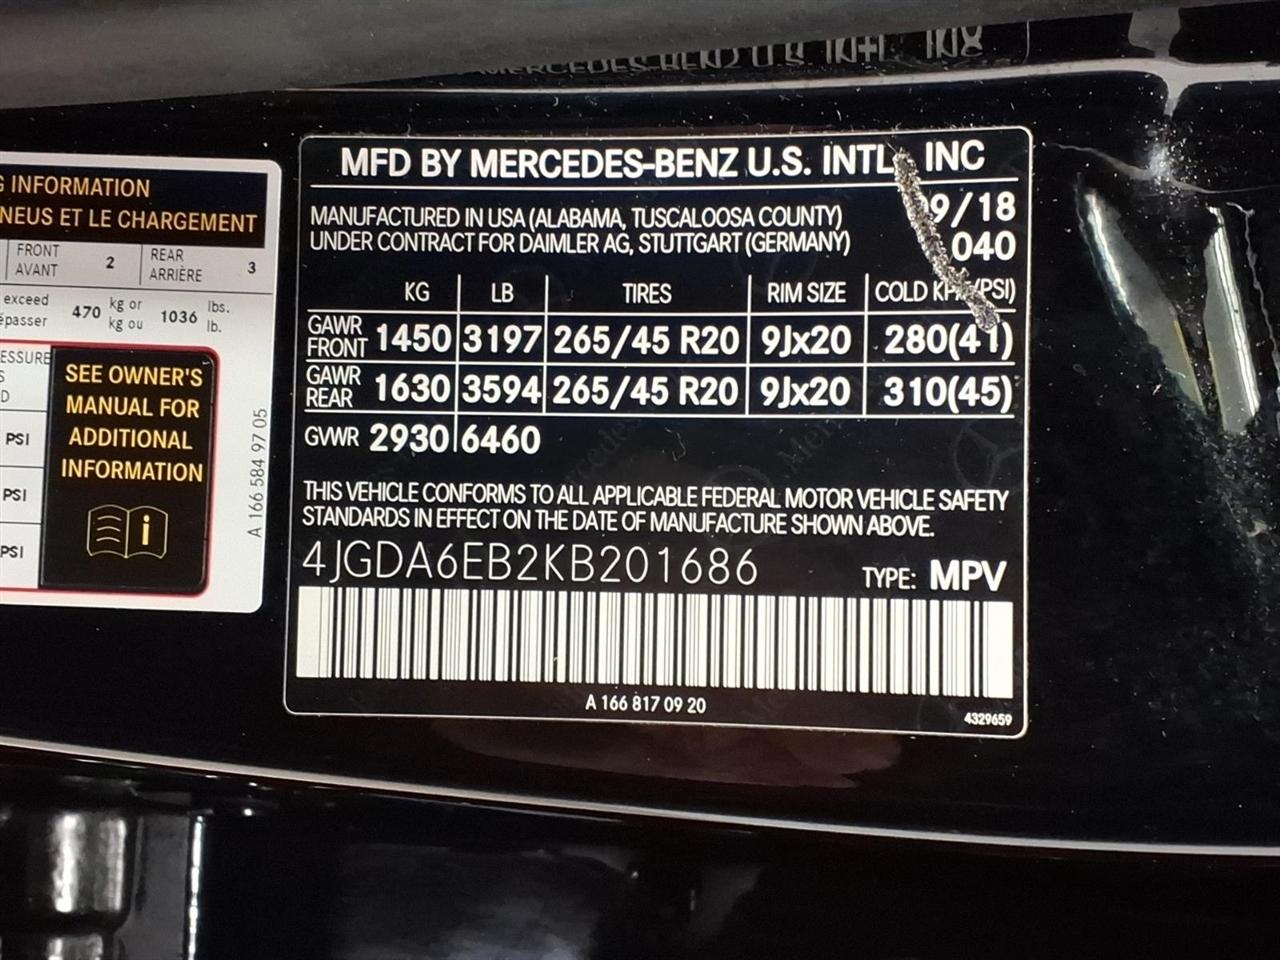 MFD BY MERCEDES-BENZ U.S. INTL INC
MANUFACTURED IN USA (ALABAMA, TUSCALOOSA COUNTY) 9/18
UNDER CONTRACT FOR DAIMLER AG, STUTTGART (GERMANY) 040
KG LB TIRES RIM SIZE COLD KPA/PSI)
GAWR FRONT 1450 3197 265/45 R20 9Jx20 280(41)
GAWR REAR 1630 3594 265/45 R20 9Jx20 310(45)
GVWR 2930 6460
THIS VEHICLE CONFORMS TO ALL APPLICABLE FEDERAL MOTOR VEHICLE SAFETY
STANDARDS IN EFFECT ON THE DATE OF MANUFACTURE SHOWN ABOVE.
4JGDA6EB2KB201686 TYPE: MPV
A 166 817 09 20
4329659
G INFORMATION
NEUS ET LE CHARGEMENT
FRONT AVANT 2 REAR ARRIÈRE 3
exceed 470 kg or 1036 lbs.
épasser kg ou lb.
ESSURE
S
D
PSI
PSI
PSI
SEE OWNER'S
MANUAL FOR
ADDITIONAL
INFORMATION
A 166 584 97 05
MERCEDES-BENZ U.S. INTL INC